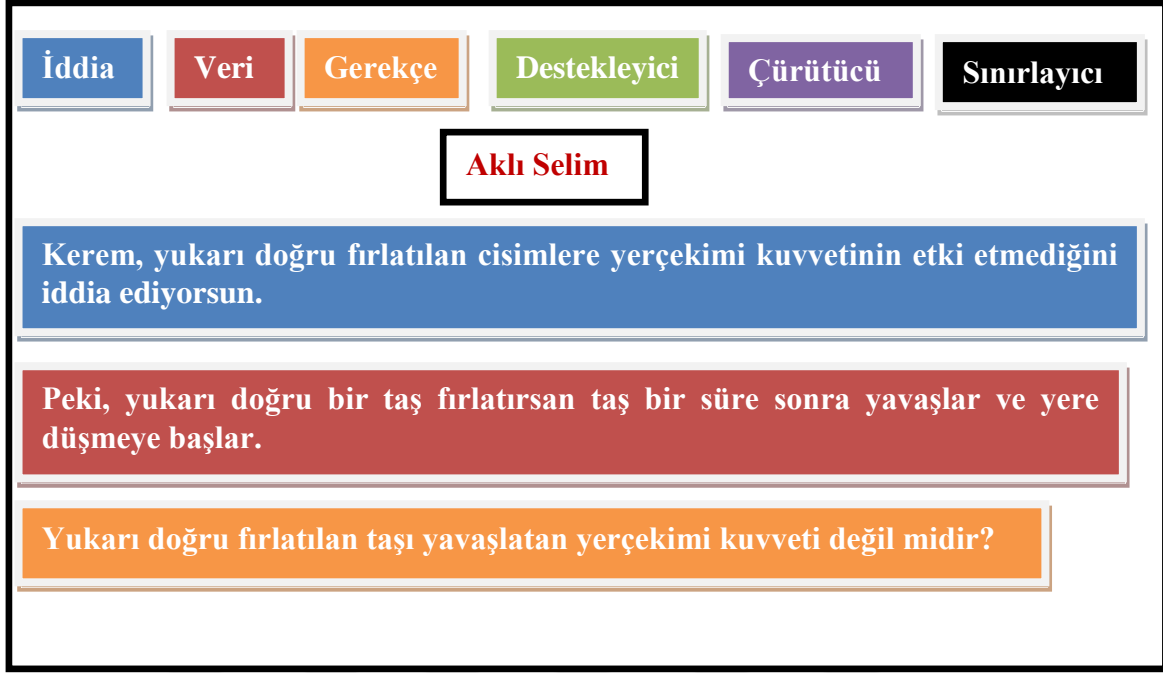 İddia Veri Gerekçe Destekleyici Çürütücü Sınırlayıcı
Aklı Selim
Kerem, yukarı doğru fırlatılan cisimlere yerçekimi kuvvetinin etki etmediğini
iddia ediyorsun.
Peki, yukarı doğru bir taş fırlatırsan taş bir süre sonra yavaşlar ve yere
düşmeye başlar.
Yukarı doğru fırlatılan taşı yavaşlatan yerçekimi kuvveti değil midir?